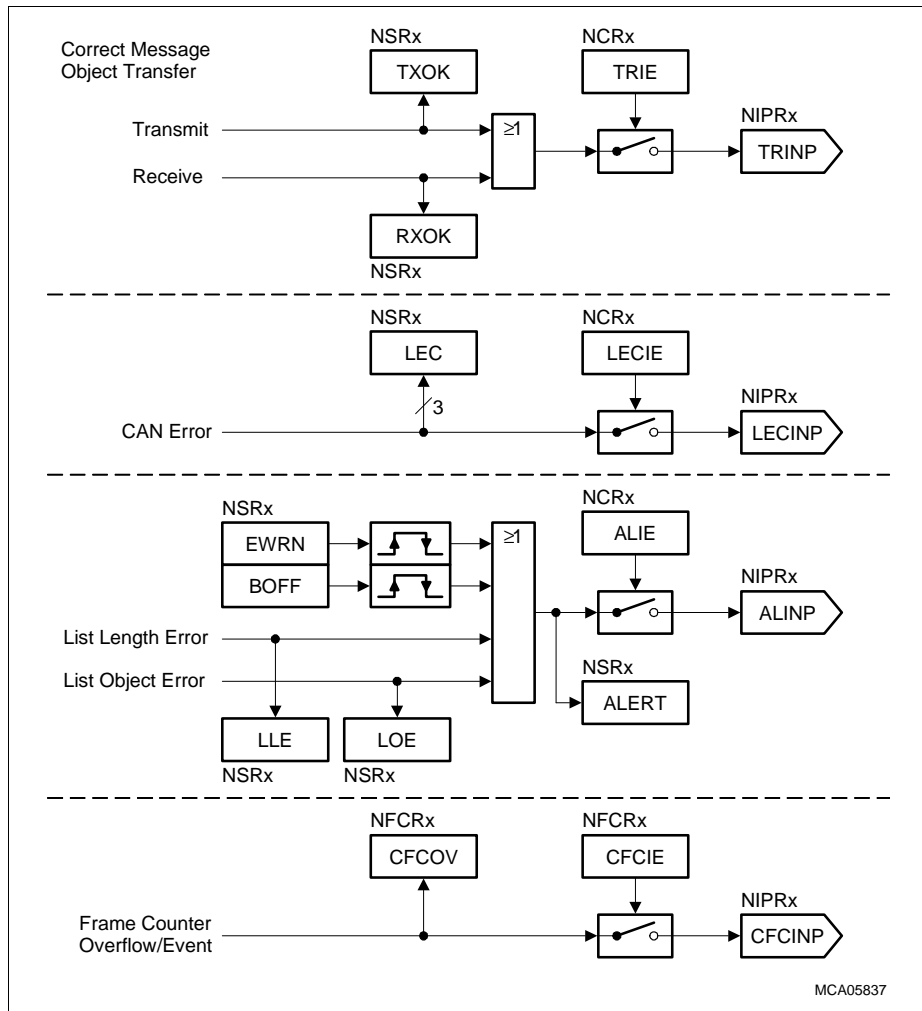 Correct Message
Object Transfer
NSRx
TXOK
NCRx
TRIE
Transmit
≥1
NIPRx
TRINP
Receive
RXOK
NSRx
NSRx
LEC
NCRx
LECIE
3
CAN Error
NIPRx
LECINP
NSRx
EWRN
BOFF
≥1
NCRx
ALIE
NIPRx
ALINP
List Length Error
List Object Error
NSRx
ALERT
LLE
NSRx
LOE
NSRx
NFCRx
CFCOV
NFCRx
CFCIE
Frame Counter
Overflow/Event
NIPRx
CFCINP
MCA05837